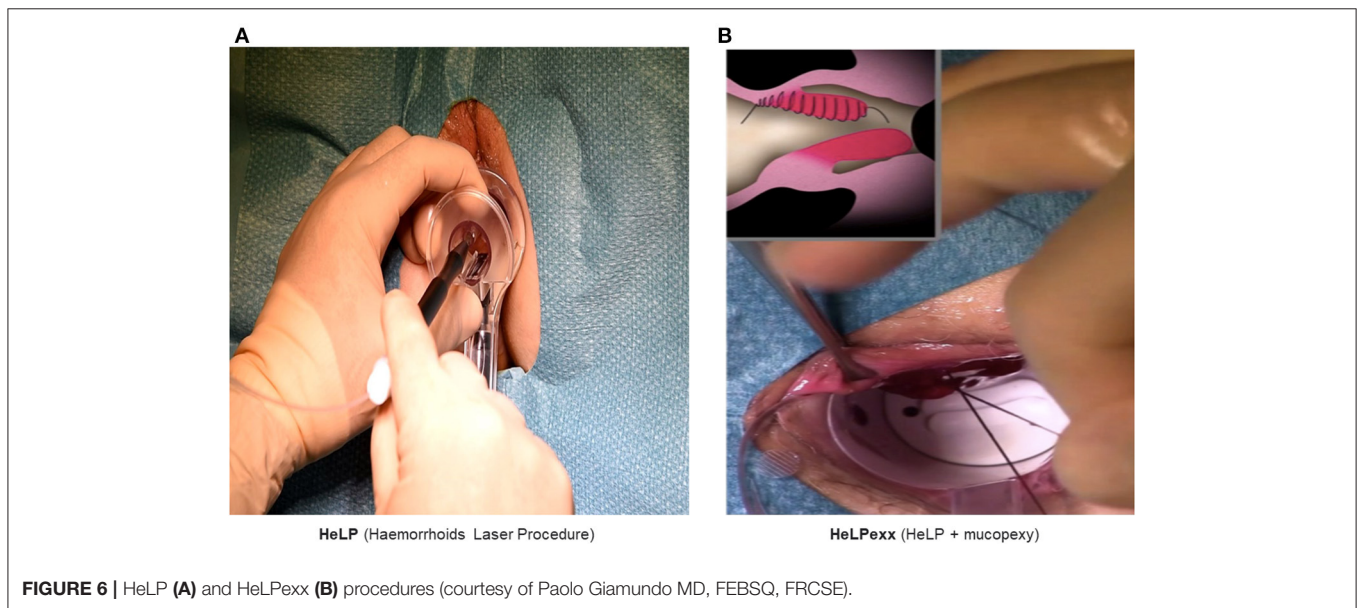 A
B
HeLP (Haemorrhoids Laser Procedure)
HeLPexx (HeLP + mucopexy)
FIGURE 6 | HeLP (A) and HeLPexx (B) procedures (courtesy of Paolo Giamundo MD, FEBSQ, FRCSE).